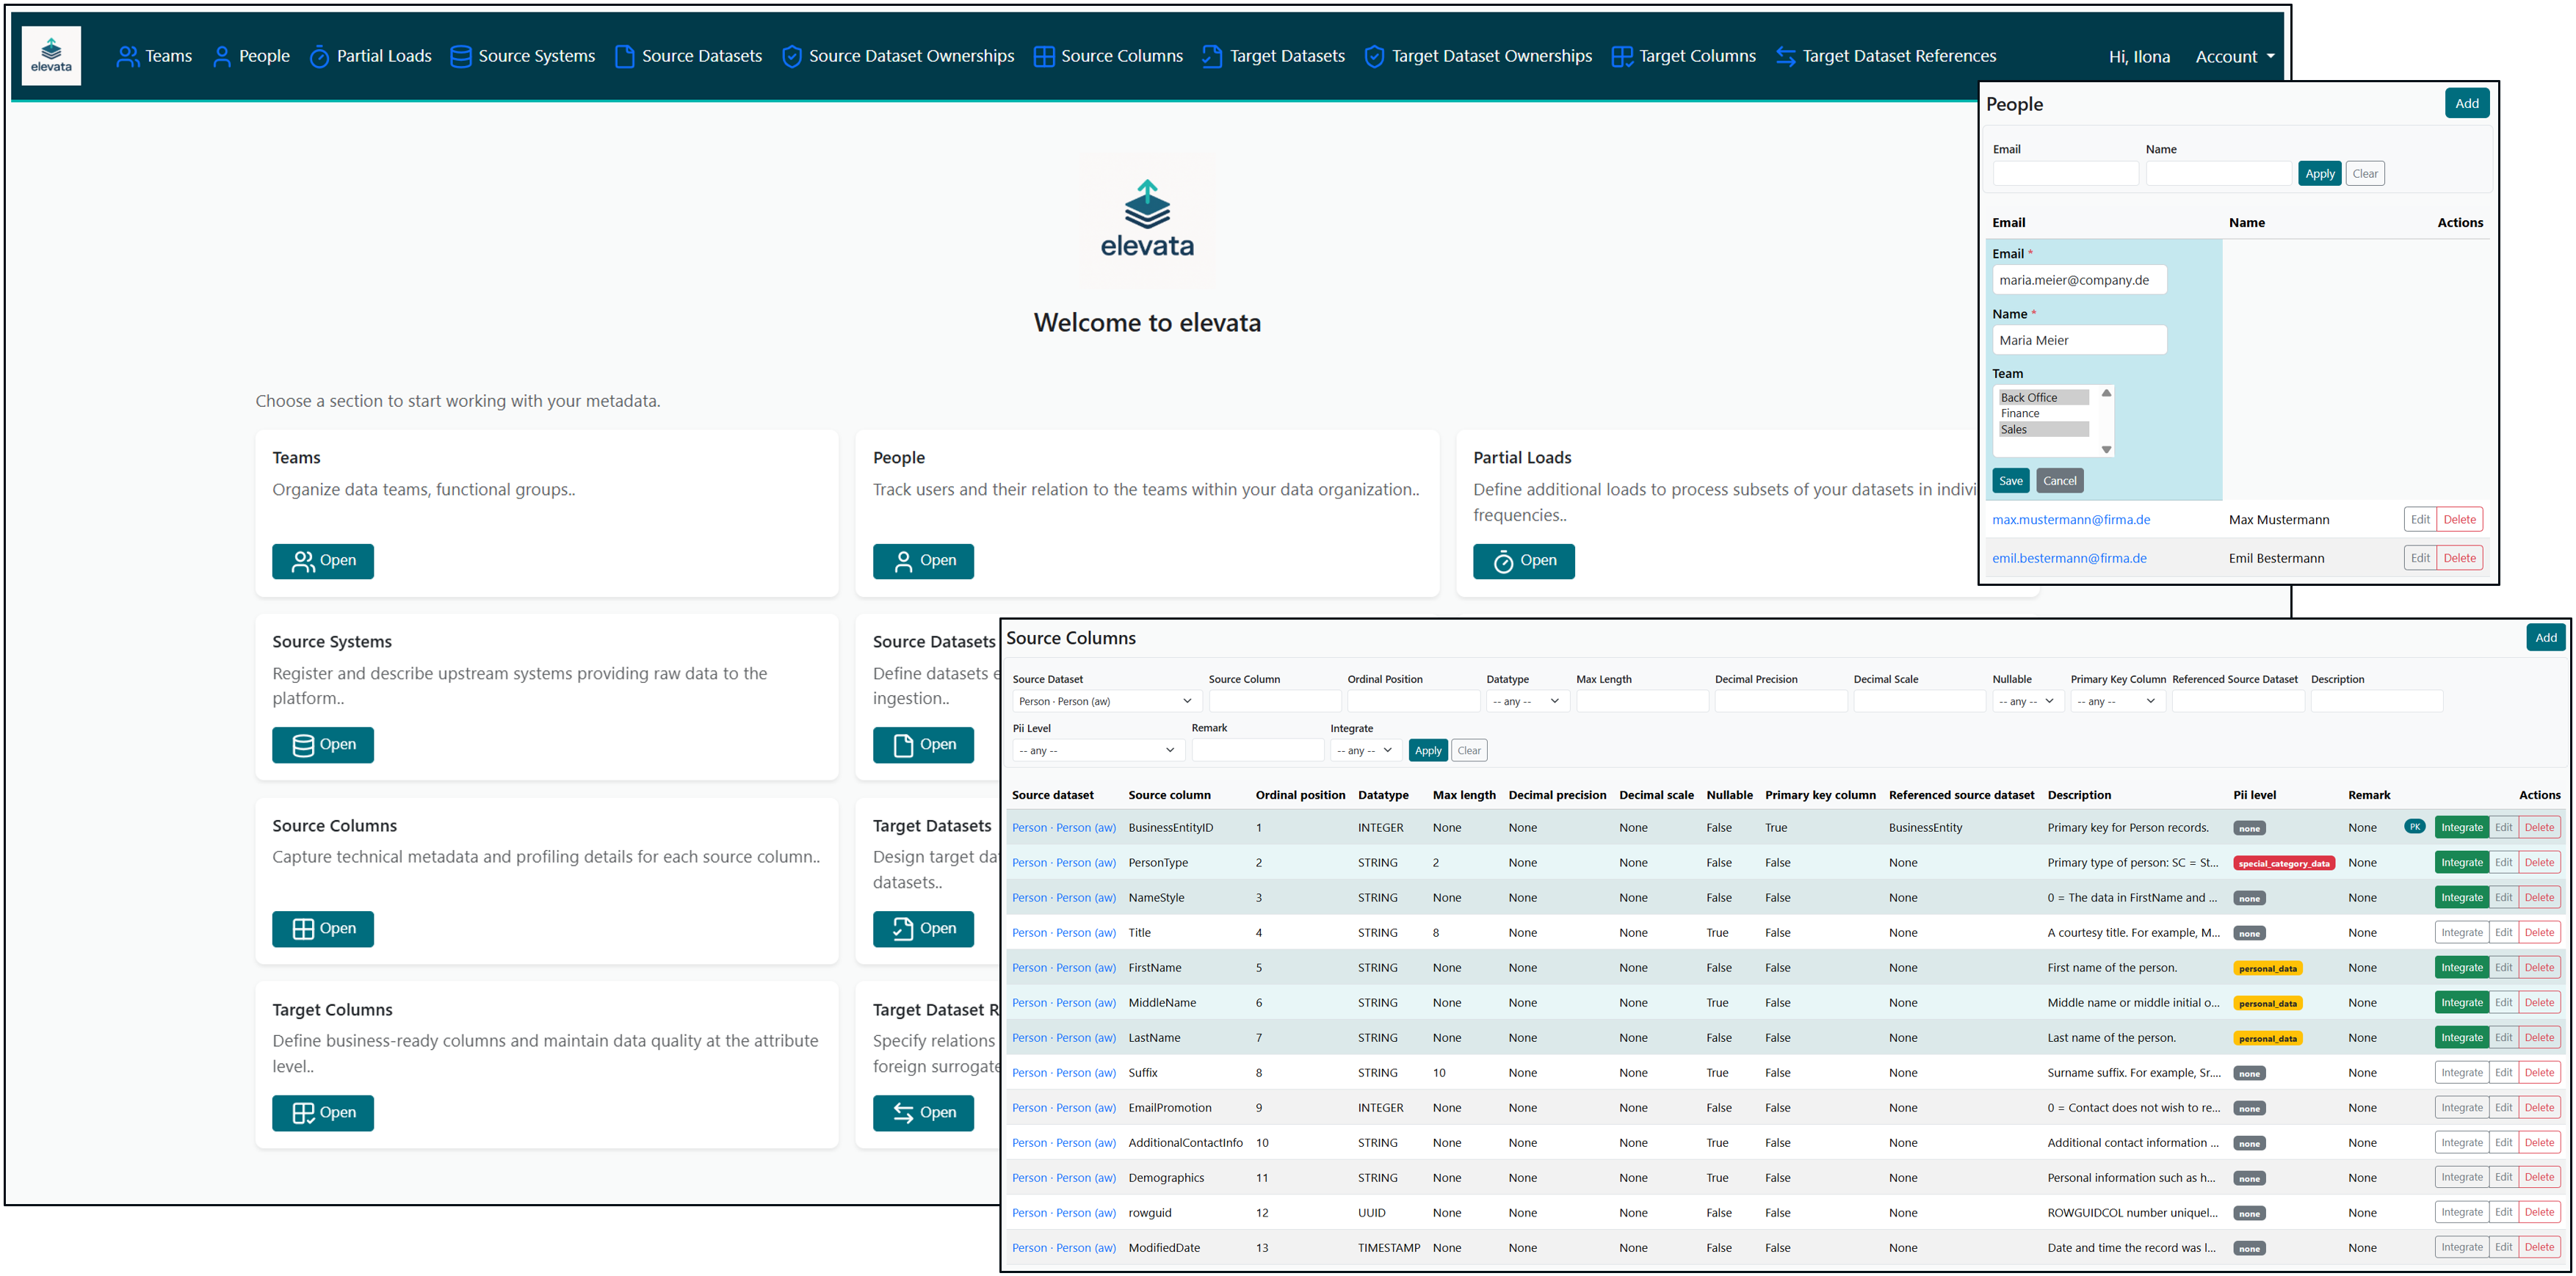 elevata
Teams People Partial Loads Source Systems Source Datasets Source Dataset Ownerships Source Columns Target Datasets Target Dataset Ownerships Target Columns Target Dataset References Hi, Ilona Account
elevata
Welcome to elevata
Choose a section to start working with your metadata.
Teams
Organize data teams, functional groups..
Open
People
Track users and their relation to the teams within your data organization..
Open
Partial Loads
Define additional loads to process subsets of your datasets in indivi
frequencies..
Open
Source Systems
Register and describe upstream systems providing raw data to the
platform..
Open
Source Datasets
Define datasets e
ingestion..
Open
Source Columns
Capture technical metadata and profiling details for each source column..
Open
Target Datasets
Design target da
datasets..
Open
Target Columns
Define business-ready columns and maintain data quality at the attribute
level..
Open
Target Dataset R
Specify relations
foreign surrogate
Open
People Add
Email Name
Apply Clear
Email Name Actions
Email *
maria.meier@company.de
Name *
Maria Meier
Team
Back Office
Finance
Sales
Save Cancel
max.mustermann@firma.de Max Mustermann Edit Delete
emil.bestermann@firma.de Emil Bestermann Edit Delete
Source Columns Add
Source Dataset Source Column Ordinal Position Datatype Max Length Decimal Precision Decimal Scale Nullable Primary Key Column Referenced Source Dataset Description
Person · Person (aw) -- any -- -- any -- -- any --
Pii Level Remark Integrate
-- any -- -- any -- Apply Clear
Source dataset Source column Ordinal position Datatype Max length Decimal precision Decimal scale Nullable Primary key column Referenced source dataset Description Pii level Remark Actions
Person · Person (aw) BusinessEntityID 1 INTEGER None None None False True BusinessEntity Primary key for Person records. none None PK Integrate Edit Delete
Person · Person (aw) PersonType 2 STRING 2 None None False False None Primary type of person: SC = St... special_category_data None Integrate Edit Delete
Person · Person (aw) NameStyle 3 STRING None None None False False None 0 = The data in FirstName and ... none None Integrate Edit Delete
Person · Person (aw) Title 4 STRING 8 None None True False None A courtesy title. For example, M... none None Integrate Edit Delete
Person · Person (aw) FirstName 5 STRING None None None False False None First name of the person. personal_data None Integrate Edit Delete
Person · Person (aw) MiddleName 6 STRING None None None True False None Middle name or middle initial o... personal_data None Integrate Edit Delete
Person · Person (aw) LastName 7 STRING None None None False False None Last name of the person. personal_data None Integrate Edit Delete
Person · Person (aw) Suffix 8 STRING 10 None None True False None Surname suffix. For example, Sr.... none None Integrate Edit Delete
Person · Person (aw) EmailPromotion 9 INTEGER None None None False False None 0 = Contact does not wish to re... none None Integrate Edit Delete
Person · Person (aw) AdditionalContactInfo 10 STRING None None None True False None Additional contact information ... none None Integrate Edit Delete
Person · Person (aw) Demographics 11 STRING None None None True False None Personal information such as h... none None Integrate Edit Delete
Person · Person (aw) rowguid 12 UUID None None None False False None ROWGUIDCOL number uniquel... none None Integrate Edit Delete
Person · Person (aw) ModifiedDate 13 TIMESTAMP None None None False False None Date and time the record was l... none None Integrate Edit Delete